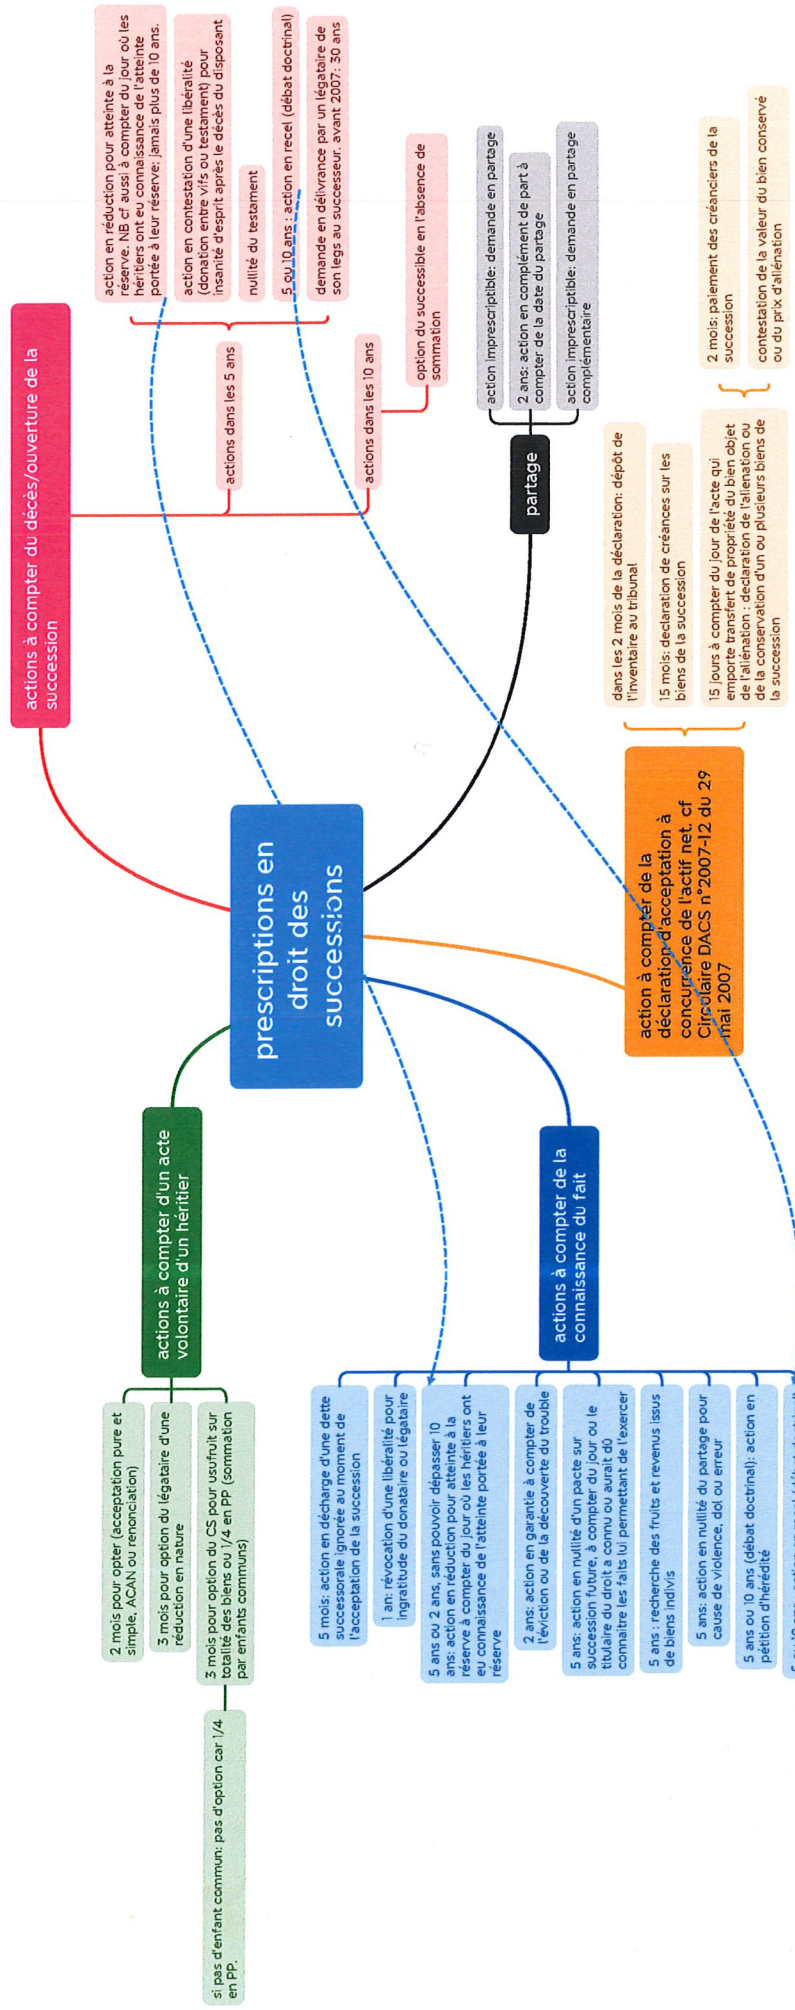 prescriptions en
droit des
successions
actions à compter du décès/ouverture de la
succession
actions dans les 5 ans
action en réduction pour atteinte à la
réserve. NB cf aussi à compter du jour où les
héritiers ont eu connaissance de l'atteinte
portée à leur réserve: jamais plus de 10 ans.
action en contestation d'une libéralité
(donation entre vifs ou testament) pour
insanité d'esprit après le décès du disposant
nullité du testament
5 ou 10 ans : action en recel (débat doctrinal)
demande en délivrance par un légataire de
son legs au successeur. avant 2007: 30 ans
actions dans les 10 ans
option du successible en l'absence de
sommation
partage
action imprescriptible: demande en partage
2 ans: action en complément de part à
compter de la date du partage
action imprescriptible: demande en partage
complémentaire
action à compter de la
déclaration d'acceptation à
concurrence de l'actif net. cf
Circulaire DACS n°2007-12 du 29
mai 2007
dans les 2 mois de la déclaration: dépôt de
l'inventaire au tribunal
15 mois: declaration de créances sur les
biens de la succession
15 jours à compter du jour de l'acte qui
emporte transfert de propriété du bien objet
de l'aliénation : declaration de l'alienation ou
de la conservation d'un ou plusieurs biens de
la succession
2 mois: paiement des créanciers de la
succession
contestation de la valeur du bien conservé
ou du prix d'aliénation
actions à compter d'un acte
volontaire d'un héritier
2 mois pour opter (acceptation pure et
simple, ACAN ou renonciation)
3 mois pour option du légataire d'une
réduction en nature
3 mois pour option du CS pour usufruit sur
totalité des biens ou 1/4 en PP (sommation
par enfants communs)
si pas d'enfant commun: pas d'option car 1/4
en PP.
actions à compter de la
connaissance du fait
5 mois: action en décharge d'une dette
successorale ignorée au moment de
l'acceptation de la succession
1 an: révocation d'une libéralité pour
ingratitude du donataire ou légataire
5 ans ou 2 ans, sans pouvoir dépasser 10
ans: action en réduction pour atteinte à la
réserve à compter du jour où les héritiers ont
eu connaissance de l'atteinte portée à leur
réserve
2 ans: action en garantie à compter de
l'éviction ou de la découverte du trouble
5 ans: action en nullité d'un pacte sur
succession future, à compter du jour ou le
titulaire du droit a connu ou aurait dû
connaitre les faits lui permettant de l'exercer
5 ans : recherche des fruits et revenus issus
de biens indivis
5 ans: action en nullité du partage pour
cause de violence, dol ou erreur
5 ans ou 10 ans (débat doctrinal): action en
pétition d'hérédité